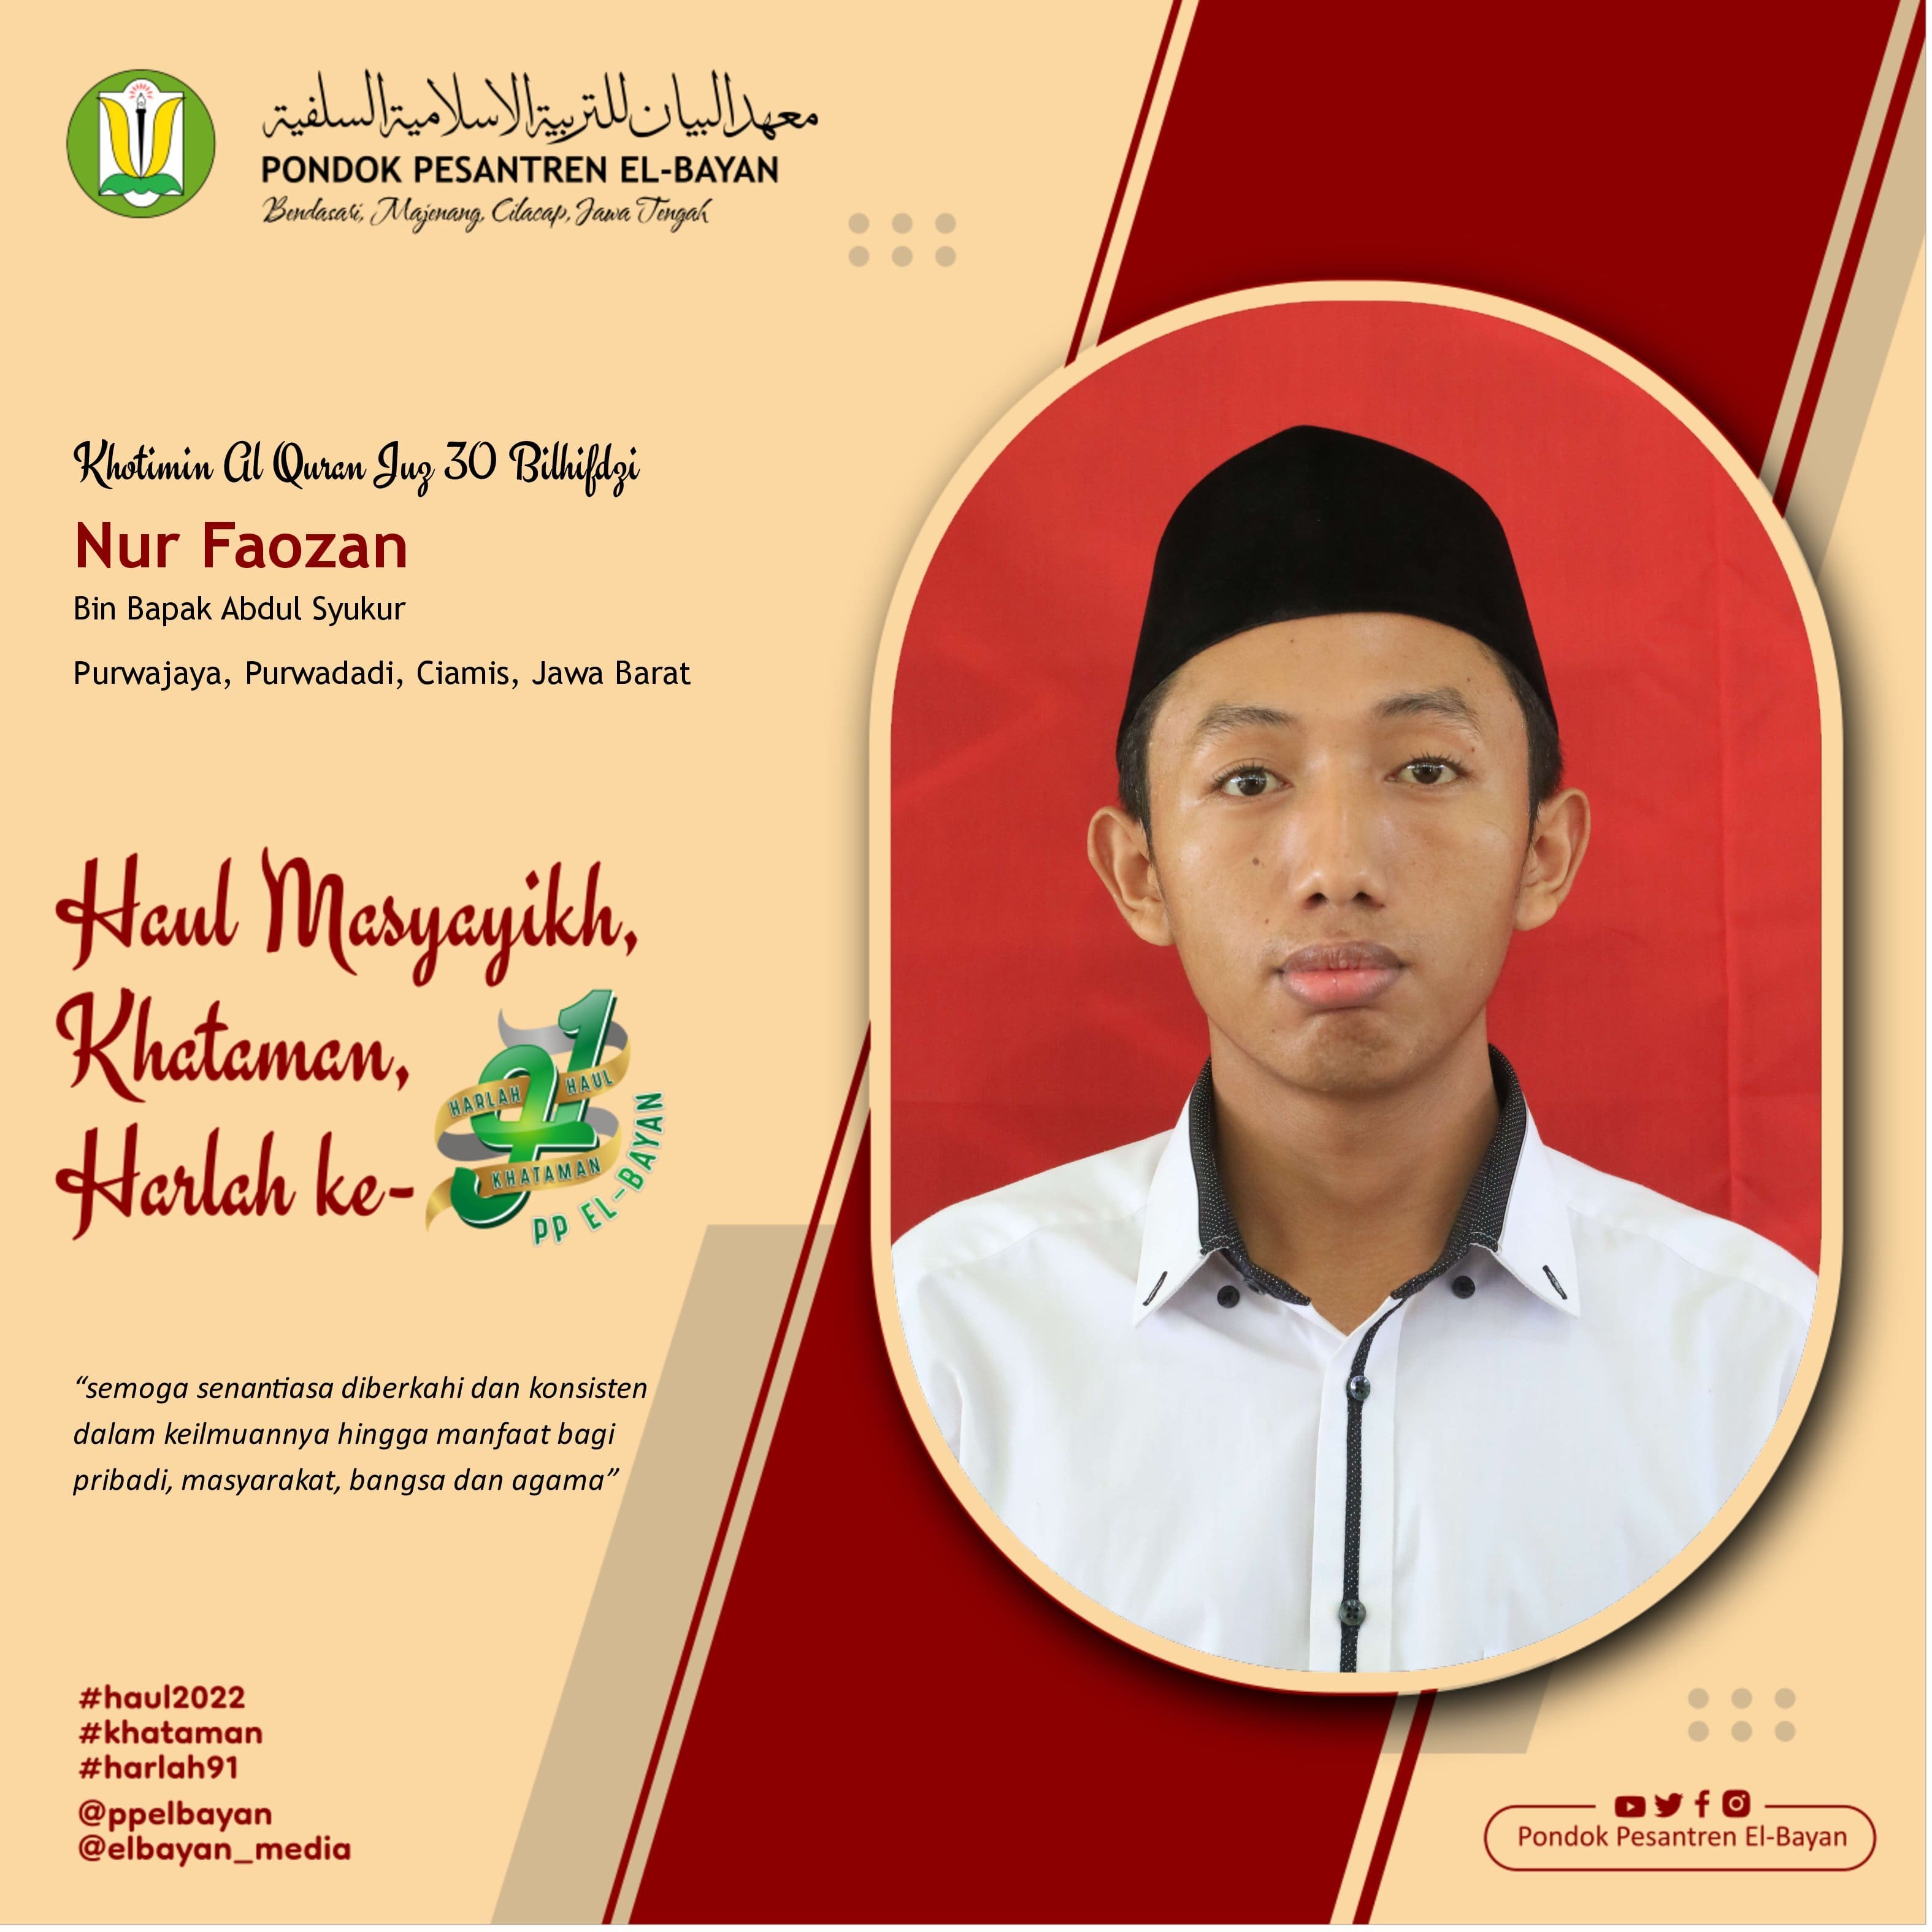 معهد البيان للتربية الاسلامية السلفية
PONDOK PESANTREN EL-BAYAN
Bendasari, Majenang, Cilacap, Jawa Tengah
Khotimin Al Quran Juz 30 Bilhifdzi
Nur Faozan
Bin Bapak Abdul Syukur
Purwajaya, Purwadadi, Ciamis, Jawa Barat
Haul Masyayikh,
Khataman,
Harlah ke-
91
HARLAH HAUL
KHATAMAN
PP EL-BAYAN
“semoga senantiasa diberkahi dan konsisten
dalam keilmuannya hingga manfaat bagi
pribadi, masyarakat, bangsa dan agama”
#haul2022
#khataman
#harlah91
@ppelbayan
@elbayan_media
Pondok Pesantren El-Bayan